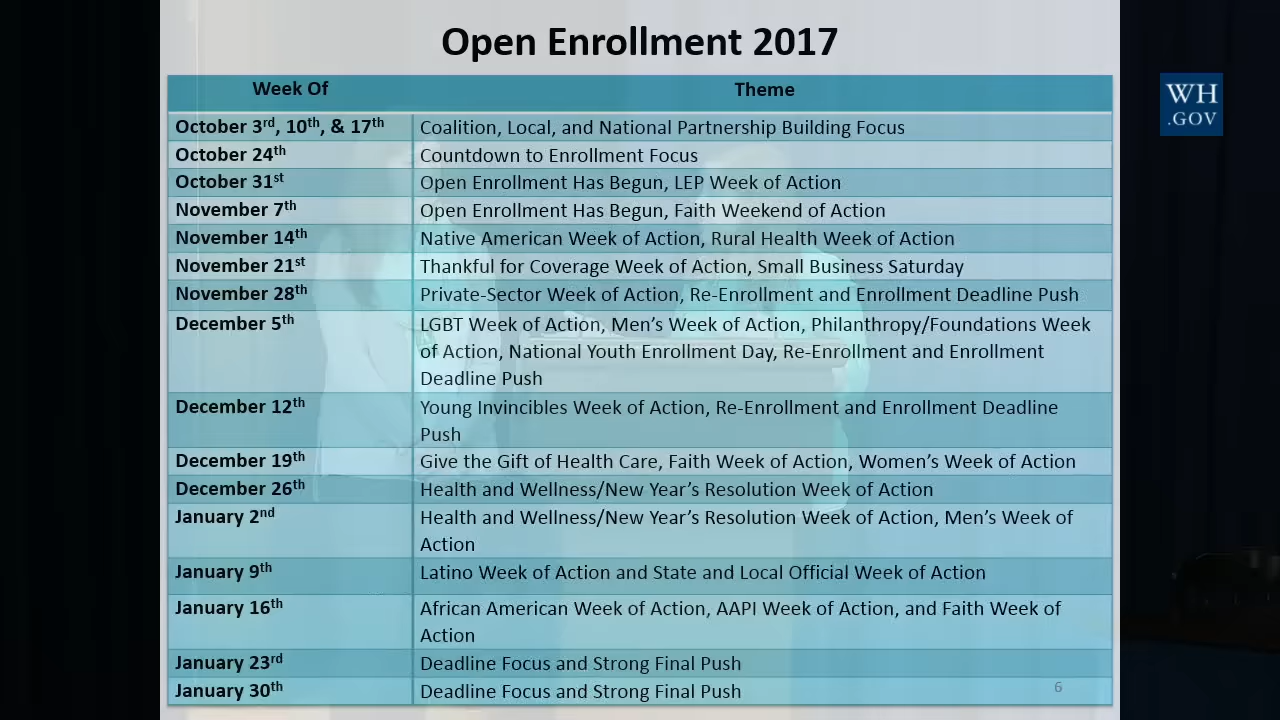 Open Enrollment 2017
WH
.GOV
Week Of Theme
October 3rd, 10th, & 17th Coalition, Local, and National Partnership Building Focus
October 24th Countdown to Enrollment Focus
October 31st Open Enrollment Has Begun, LEP Week of Action
November 7th Open Enrollment Has Begun, Faith Weekend of Action
November 14th Native American Week of Action, Rural Health Week of Action
November 21st Thankful for Coverage Week of Action, Small Business Saturday
November 28th Private-Sector Week of Action, Re-Enrollment and Enrollment Deadline Push
December 5th LGBT Week of Action, Men's Week of Action, Philanthropy/Foundations Week
of Action, National Youth Enrollment Day, Re-Enrollment and Enrollment
Deadline Push
December 12th Young Invincibles Week of Action, Re-Enrollment and Enrollment Deadline
Push
December 19th Give the Gift of Health Care, Faith Week of Action, Women's Week of Action
December 26th Health and Wellness/New Year's Resolution Week of Action
January 2nd Health and Wellness/New Year's Resolution Week of Action, Men's Week of
Action
January 9th Latino Week of Action and State and Local Official Week of Action
January 16th African American Week of Action, AAPI Week of Action, and Faith Week of
Action
January 23rd Deadline Focus and Strong Final Push
January 30th Deadline Focus and Strong Final Push
6